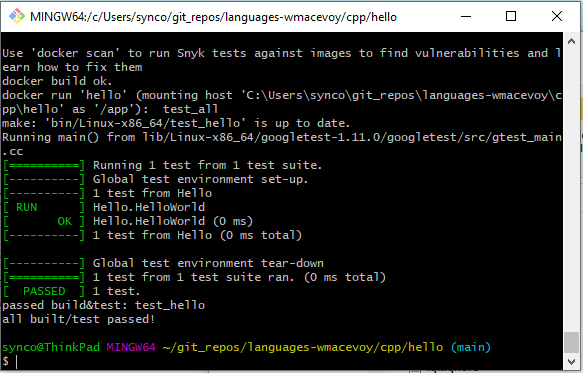 MINGW64:/c/Users/synco/git_repos/languages-wmacevoy/cpp/hello
Use 'docker scan' to run Snyk tests against images to find vulnerabilities and l
earn how to fix them
docker build ok.
docker run 'hello' (mounting host 'C:\Users\synco\git_repos\languages-wmacevoy\c
pp\hello' as '/app'):  test_all
make: 'bin/Linux-x86_64/test_hello' is up to date.
Running main() from lib/Linux-x86_64/googletest-1.11.0/googletest/src/gtest_main
.cc
[==========] Running 1 test from 1 test suite.
[----------] Global test environment set-up.
[----------] 1 test from Hello
[ RUN      ] Hello.HelloWorld
[       OK ] Hello.HelloWorld (0 ms)
[----------] 1 test from Hello (0 ms total)
[----------] Global test environment tear-down
[==========] 1 test from 1 test suite ran. (0 ms total)
[  PASSED  ] 1 test.
passed build&test: test_hello
all built/test passed!
synco@ThinkPad MINGW64 ~/git_repos/languages-wmacevoy/cpp/hello (main)
$